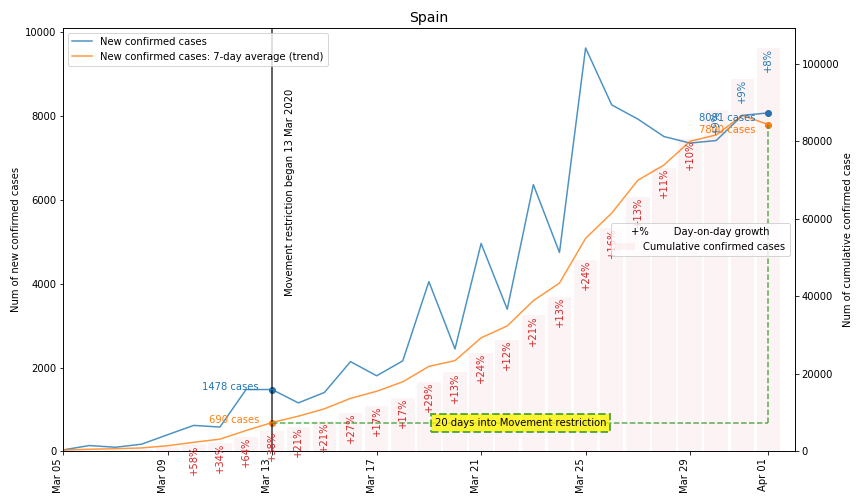 Spain
New confirmed cases
New confirmed cases: 7-day average (trend)
10000
8000
6000
4000
2000
0
Num of new confirmed cases
100000
80000
60000
40000
20000
0
Num of cumulative confirmed case
Movement restriction began 13 Mar 2020
1478 cases
690 cases
8081 cases
cases
+% Day-on-day growth
Cumulative confirmed cases
20 days into Movement restriction
+58%
+34%
+64%
+38%
+21%
+21%
+27%
+17%
+17%
+29%
+13%
+24%
+12%
+21%
+13%
+24%
+13%
+11%
+10%
+9%
+9%
+8%
Mar 05
Mar 09
Mar 13
Mar 17
Mar 21
Mar 25
Mar 29
Apr 01